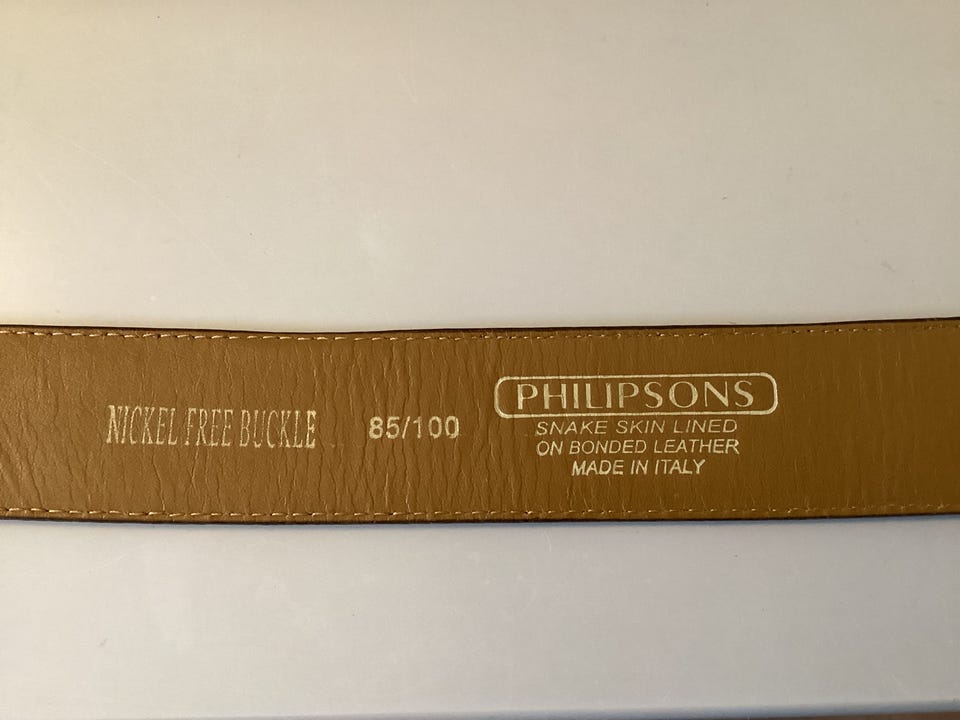 NICKEL FREE BUCKLE
85/100
PHILIPSONS
SNAKE SKIN LINED
ON BONDED LEATHER
MADE IN ITALY